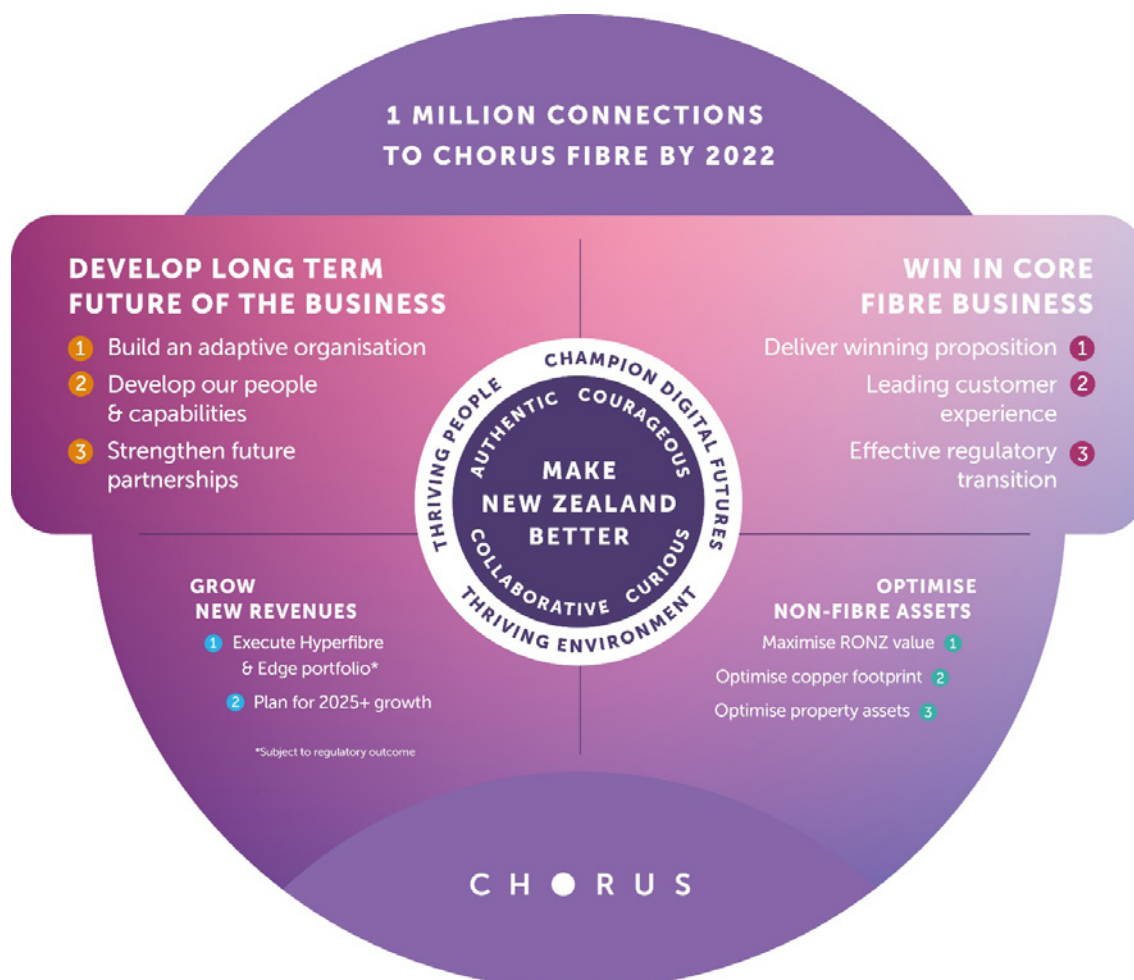 1 MILLION CONNECTIONS
TO CHORUS FIBRE BY 2022
DEVELOP LONG TERM
FUTURE OF THE BUSINESS
1 Build an adaptive organisation
2 Develop our people
& capabilities
3 Strengthen future
partnerships
WIN IN CORE
FIBRE BUSINESS
Deliver winning proposition 1
Leading customer 2
experience
Effective regulatory 3
transition
THRIVING PEOPLE
CHAMPION DIGITAL FUTURES
THRIVING ENVIRONMENT
AUTHENTIC
COURAGEOUS
COLLABORATIVE
CURIOUS
MAKE
NEW ZEALAND
BETTER
GROW
NEW REVENUES
1 Execute Hyperfibre
& Edge portfolio*
2 Plan for 2025+ growth
*Subject to regulatory outcome
OPTIMISE
NON-FIBRE ASSETS
Maximise RONZ value 1
Optimise copper footprint 2
Optimise property assets 3
CHORUS